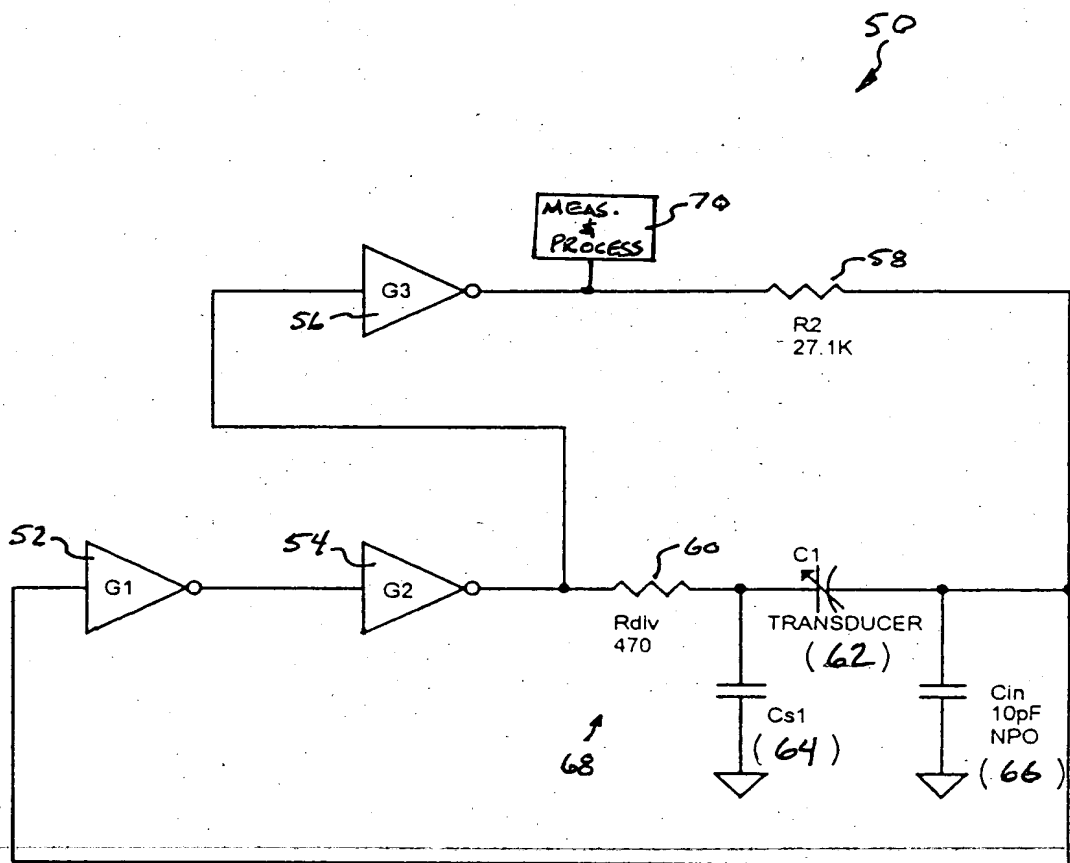 50
MEAS.
&
PROCESS
70
G3
56
58
R2
27.1K
52
G1
54
G2
60
Rdiv
470
C1
TRANSDUCER
(62)
Cs1
(64)
Cin
10pF
NPO
(66)
68